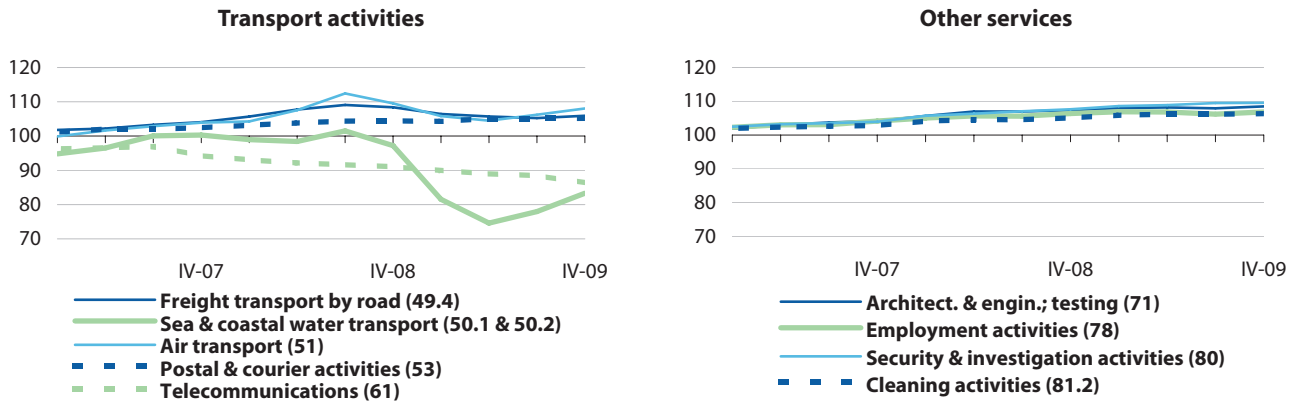 Transport activities
120
110
100
90
80
70
IV-07 IV-08 IV-09
Freight transport by road (49.4)
Sea & coastal water transport (50.1 & 50.2)
Air transport (51)
Postal & courier activities (53)
Telecommunications (61)
Other services
120
110
100
90
80
70
IV-07 IV-08 IV-09
Architect. & engin.; testing (71)
Employment activities (78)
Security & investigation activities (80)
Cleaning activities (81.2)